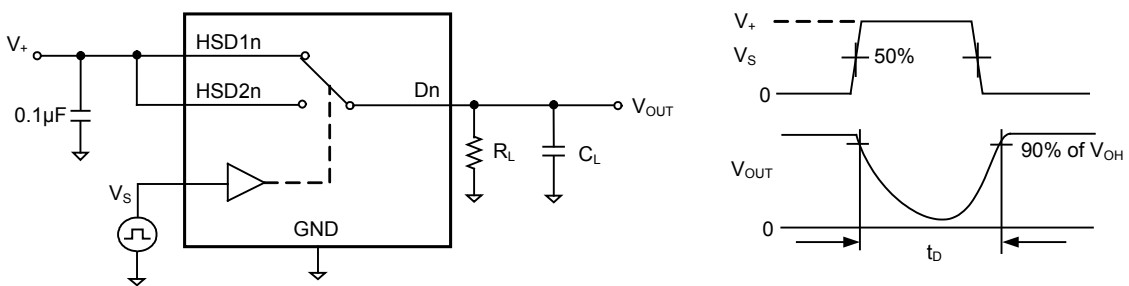 V+
HSD1n
HSD2n
0.1µF
Dn
VOUT
RL
CL
VS
GND
V+
VS
50%
0
VOUT
90% of VOH
0
tD